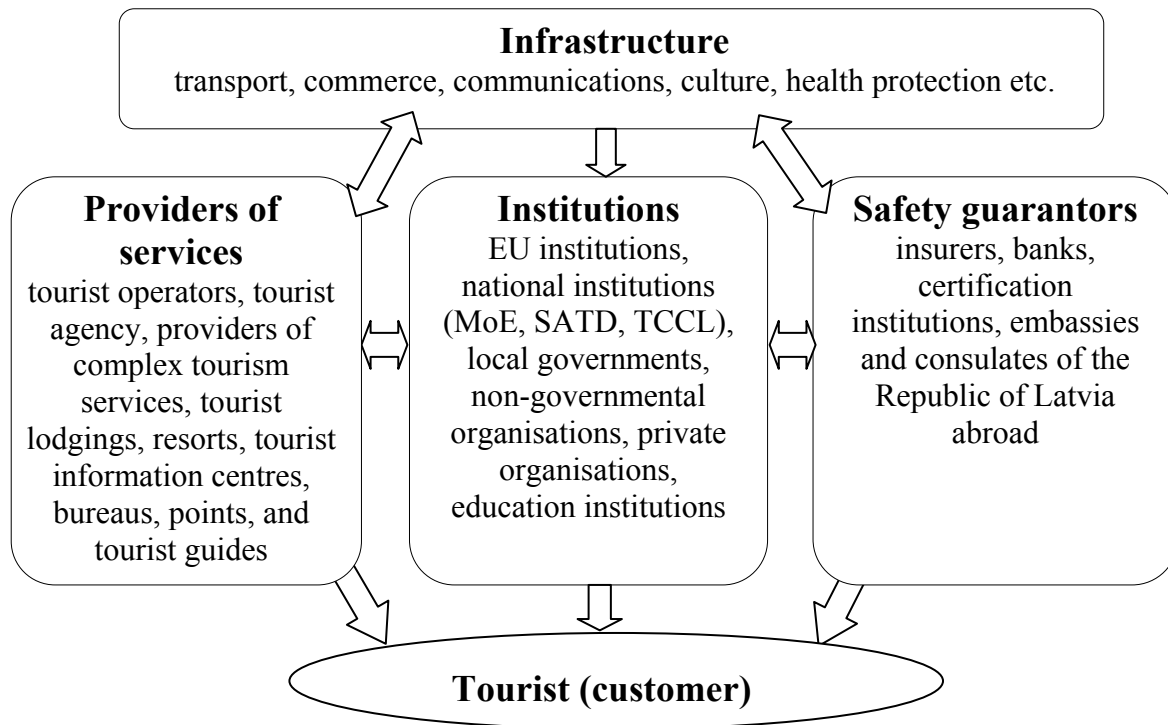 Infrastructure
transport, commerce, communications, culture, health protection etc.
Providers of
services
tourist operators, tourist
agency, providers of
complex tourism
services, tourist
lodgings, resorts, tourist
information centres,
bureaus, points, and
tourist guides
Institutions
EU institutions,
national institutions
(MoE, SATD, TCCL),
local governments,
non-governmental
organisations, private
organisations,
education institutions
Safety guarantors
insurers, banks,
certification
institutions, embassies
and consulates of the
Republic of Latvia
abroad
Tourist (customer)